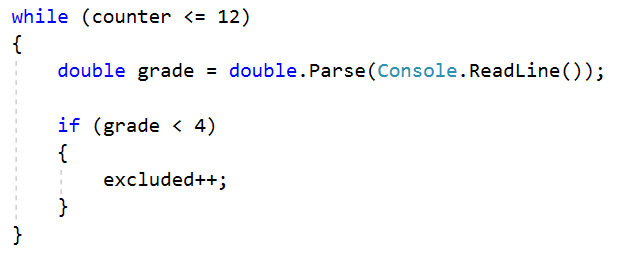 while (counter <= 12)
{
double grade = double.Parse(Console.ReadLine());
if (grade < 4)
{
excluded++;
}
}